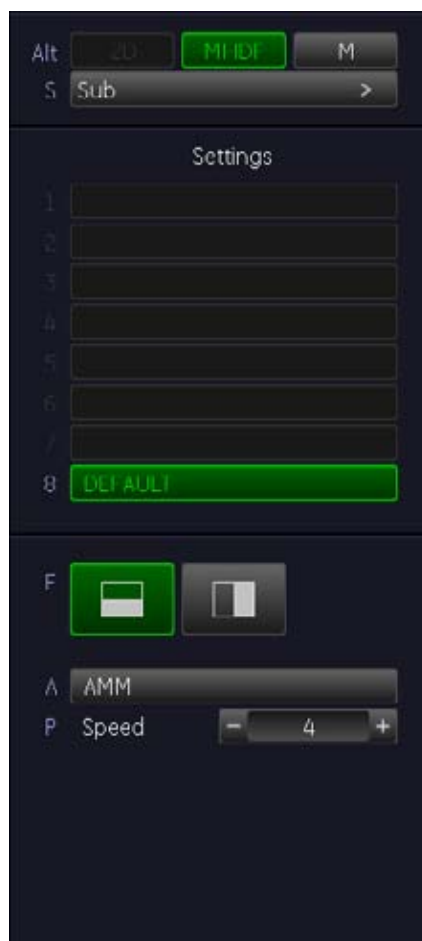 Alt 2D MHDF M
S Sub >
Settings
1
2
3
4
5
6
7
8 DEFAULT
F
A AMM
P Speed - 4 +